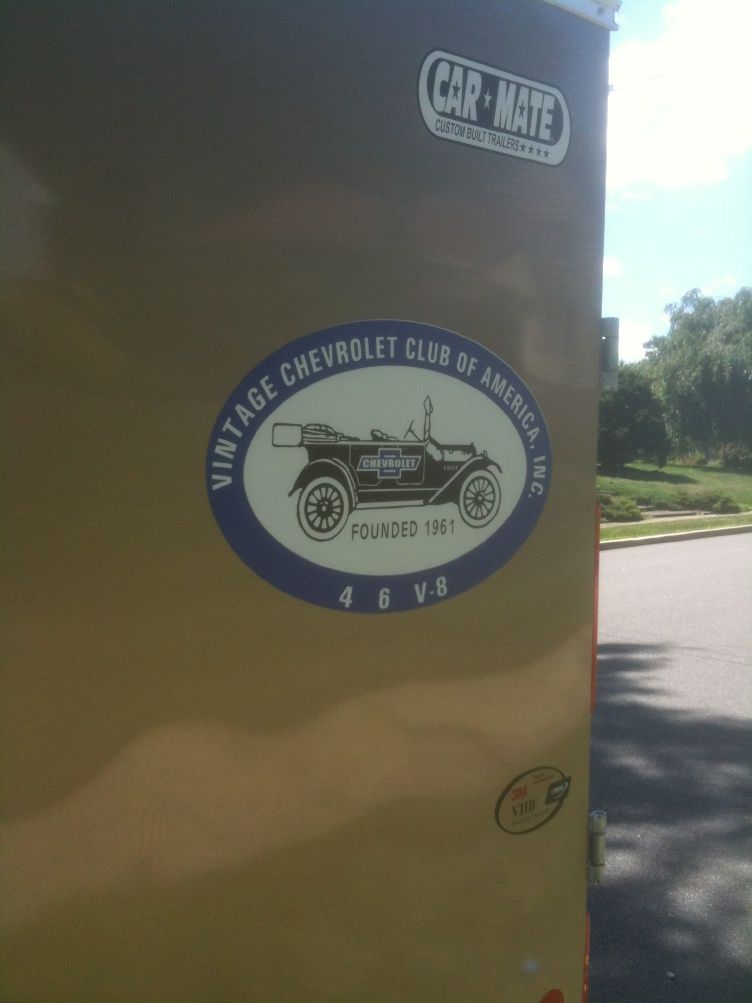 CAR★MATE
CUSTOM BUILT TRAILERS★★★★
VINTAGE CHEVROLET CLUB OF AMERICA, INC.
CHEVROLET
FOUNDED 1961
4 6 V-8
3M
VHB